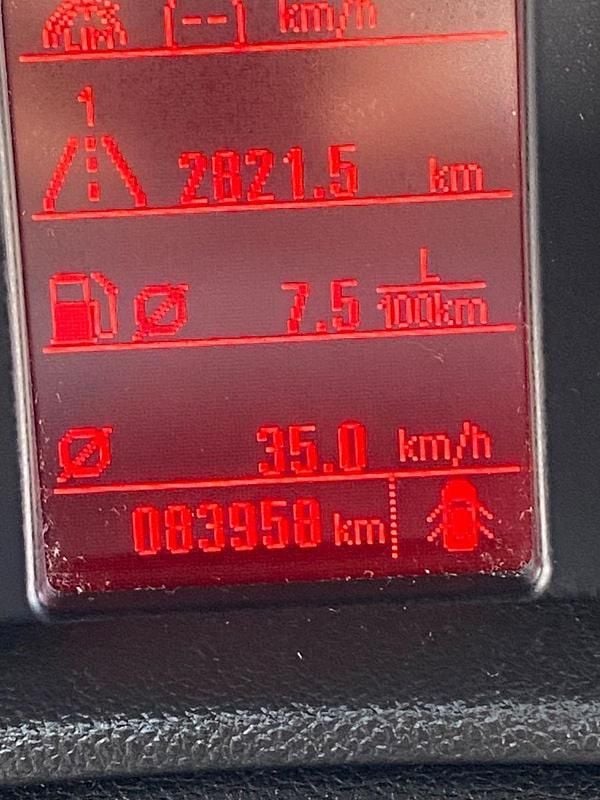 LIM [--] km/h
1
2821.5 km
7.5 L/100km
Ø 35.0 km/h
083958 km